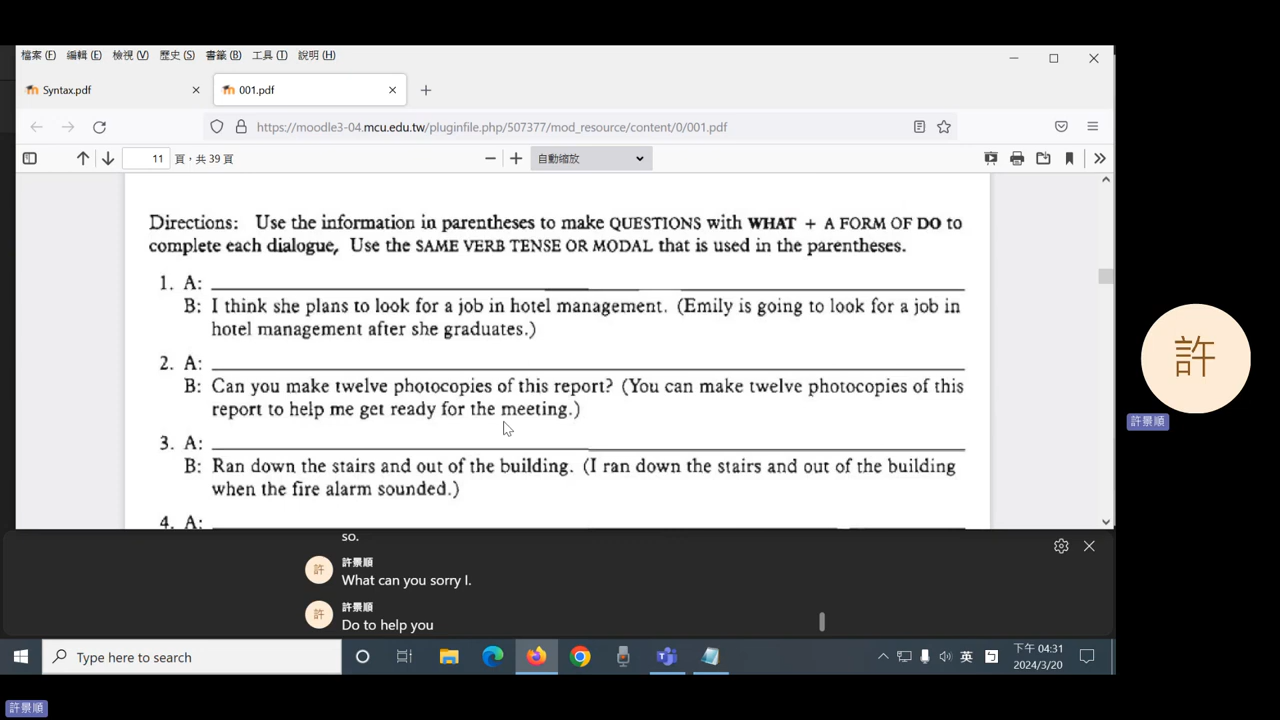 檔案 (F) 編輯 (E) 檢視 (V) 歷史 (S) 書籤 (B) 工具 (T) 說明 (H)
Syntax.pdf
001.pdf
https://moodle3-04.mcu.edu.tw/pluginfile.php/507377/mod_resource/content/0/001.pdf
11 頁，共 39 頁
自動縮放
Directions: Use the information in parentheses to make QUESTIONS with WHAT + A FORM OF DO to
complete each dialogue, Use the SAME VERB TENSE OR MODAL that is used in the parentheses.
1. A:
B: I think she plans to look for a job in hotel management. (Emily is going to look for a job in
hotel management after she graduates.)
2. A:
B: Can you make twelve photocopies of this report? (You can make twelve photocopies of this
report to help me get ready for the meeting.)
3. A:
B: Ran down the stairs and out of the building. (I ran down the stairs and out of the building
when the fire alarm sounded.)
4. A:
so.
許景順
What can you sorry I.
許景順
Do to help you
許
許
許
許景順
Type here to search
英
下午 04:31
2024/3/20
許景順